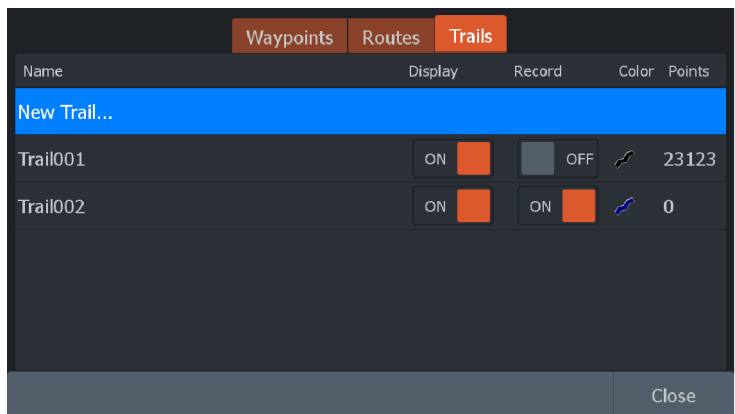 Waypoints Routes Trails
Name Display Record Color Points
New Trail...
Trail001 ON OFF 23123
Trail002 ON ON 0
Close